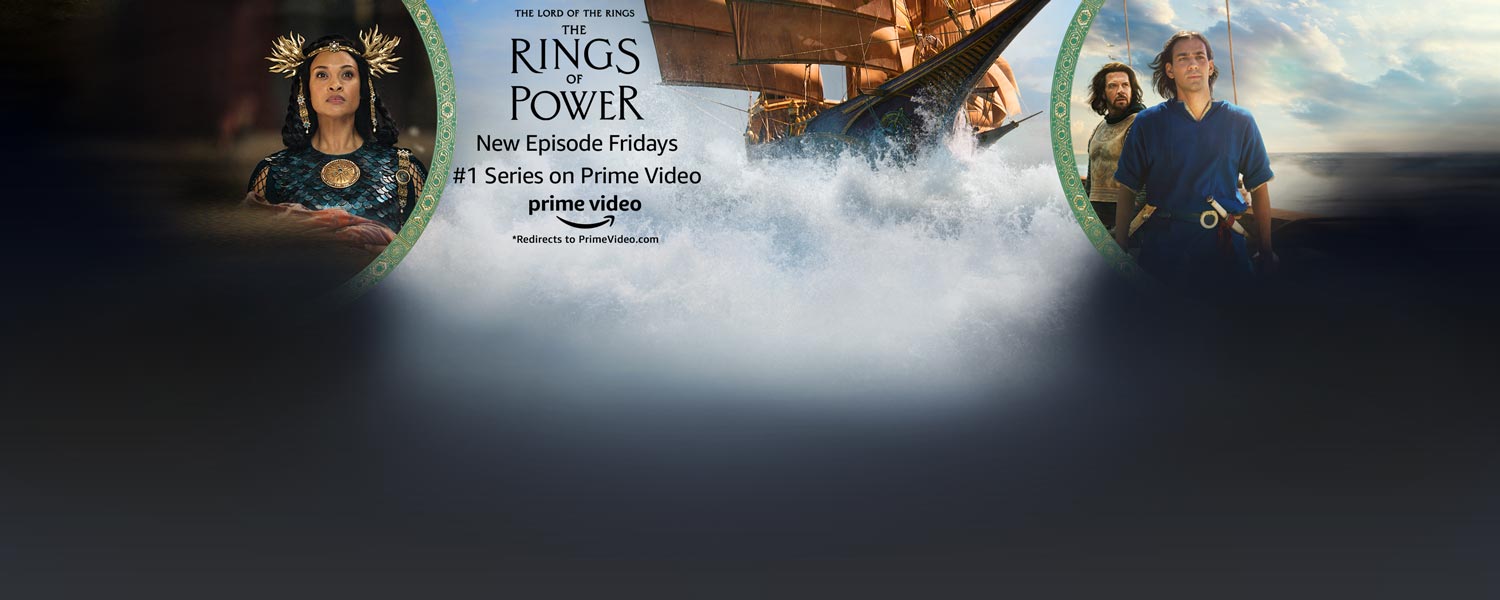 THE LORD OF THE RINGS
THE
RINGS
OF
POWER
New Episode Fridays
#1 Series on Prime Video
prime video
*Redirects to PrimeVideo.com